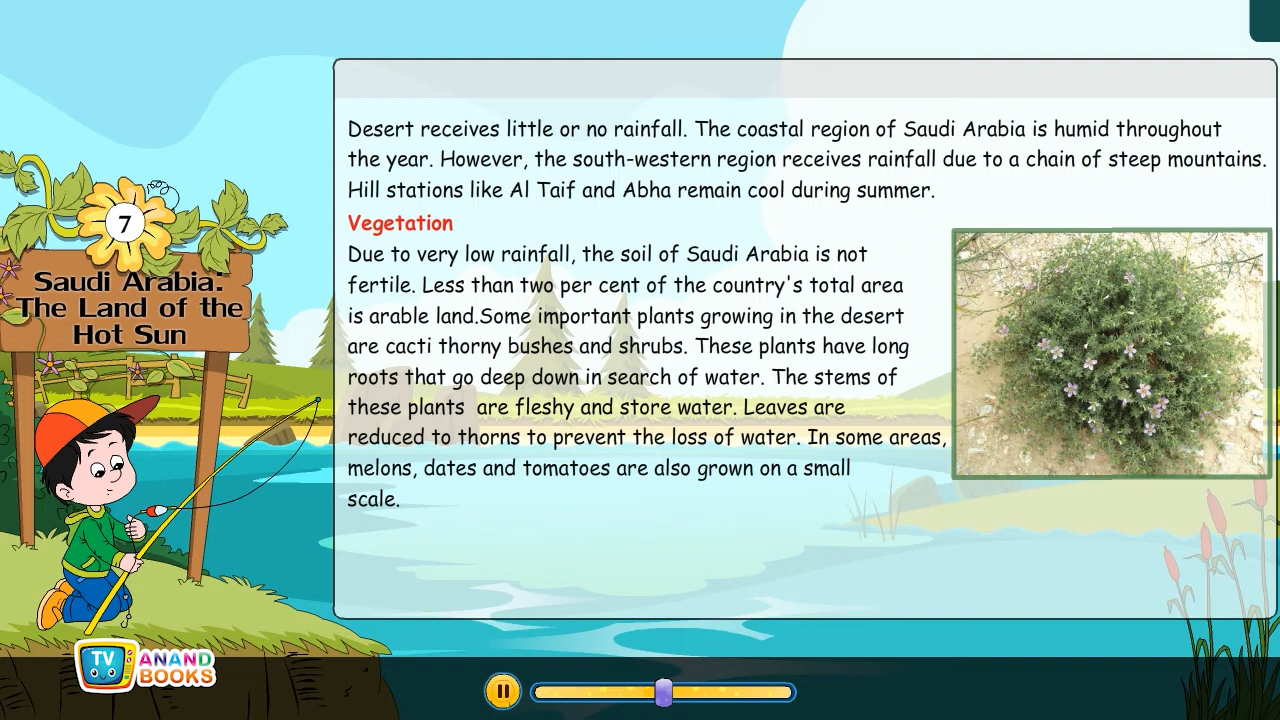 7
Saudi Arabia:
The Land of the
Hot Sun
Desert receives little or no rainfall. The coastal region of Saudi Arabia is humid throughout
the year. However, the south-western region receives rainfall due to a chain of steep mountains.
Hill stations like Al Taif and Abha remain cool during summer.
Vegetation
Due to very low rainfall, the soil of Saudi Arabia is not
fertile. Less than two per cent of the country's total area
is arable land.Some important plants growing in the desert
are cacti thorny bushes and shrubs. These plants have long
roots that go deep down in search of water. The stems of
these plants  are fleshy and store water. Leaves are
reduced to thorns to prevent the loss of water. In some areas,
melons, dates and tomatoes are also grown on a small
scale.
TV
ANAND
BOOKS